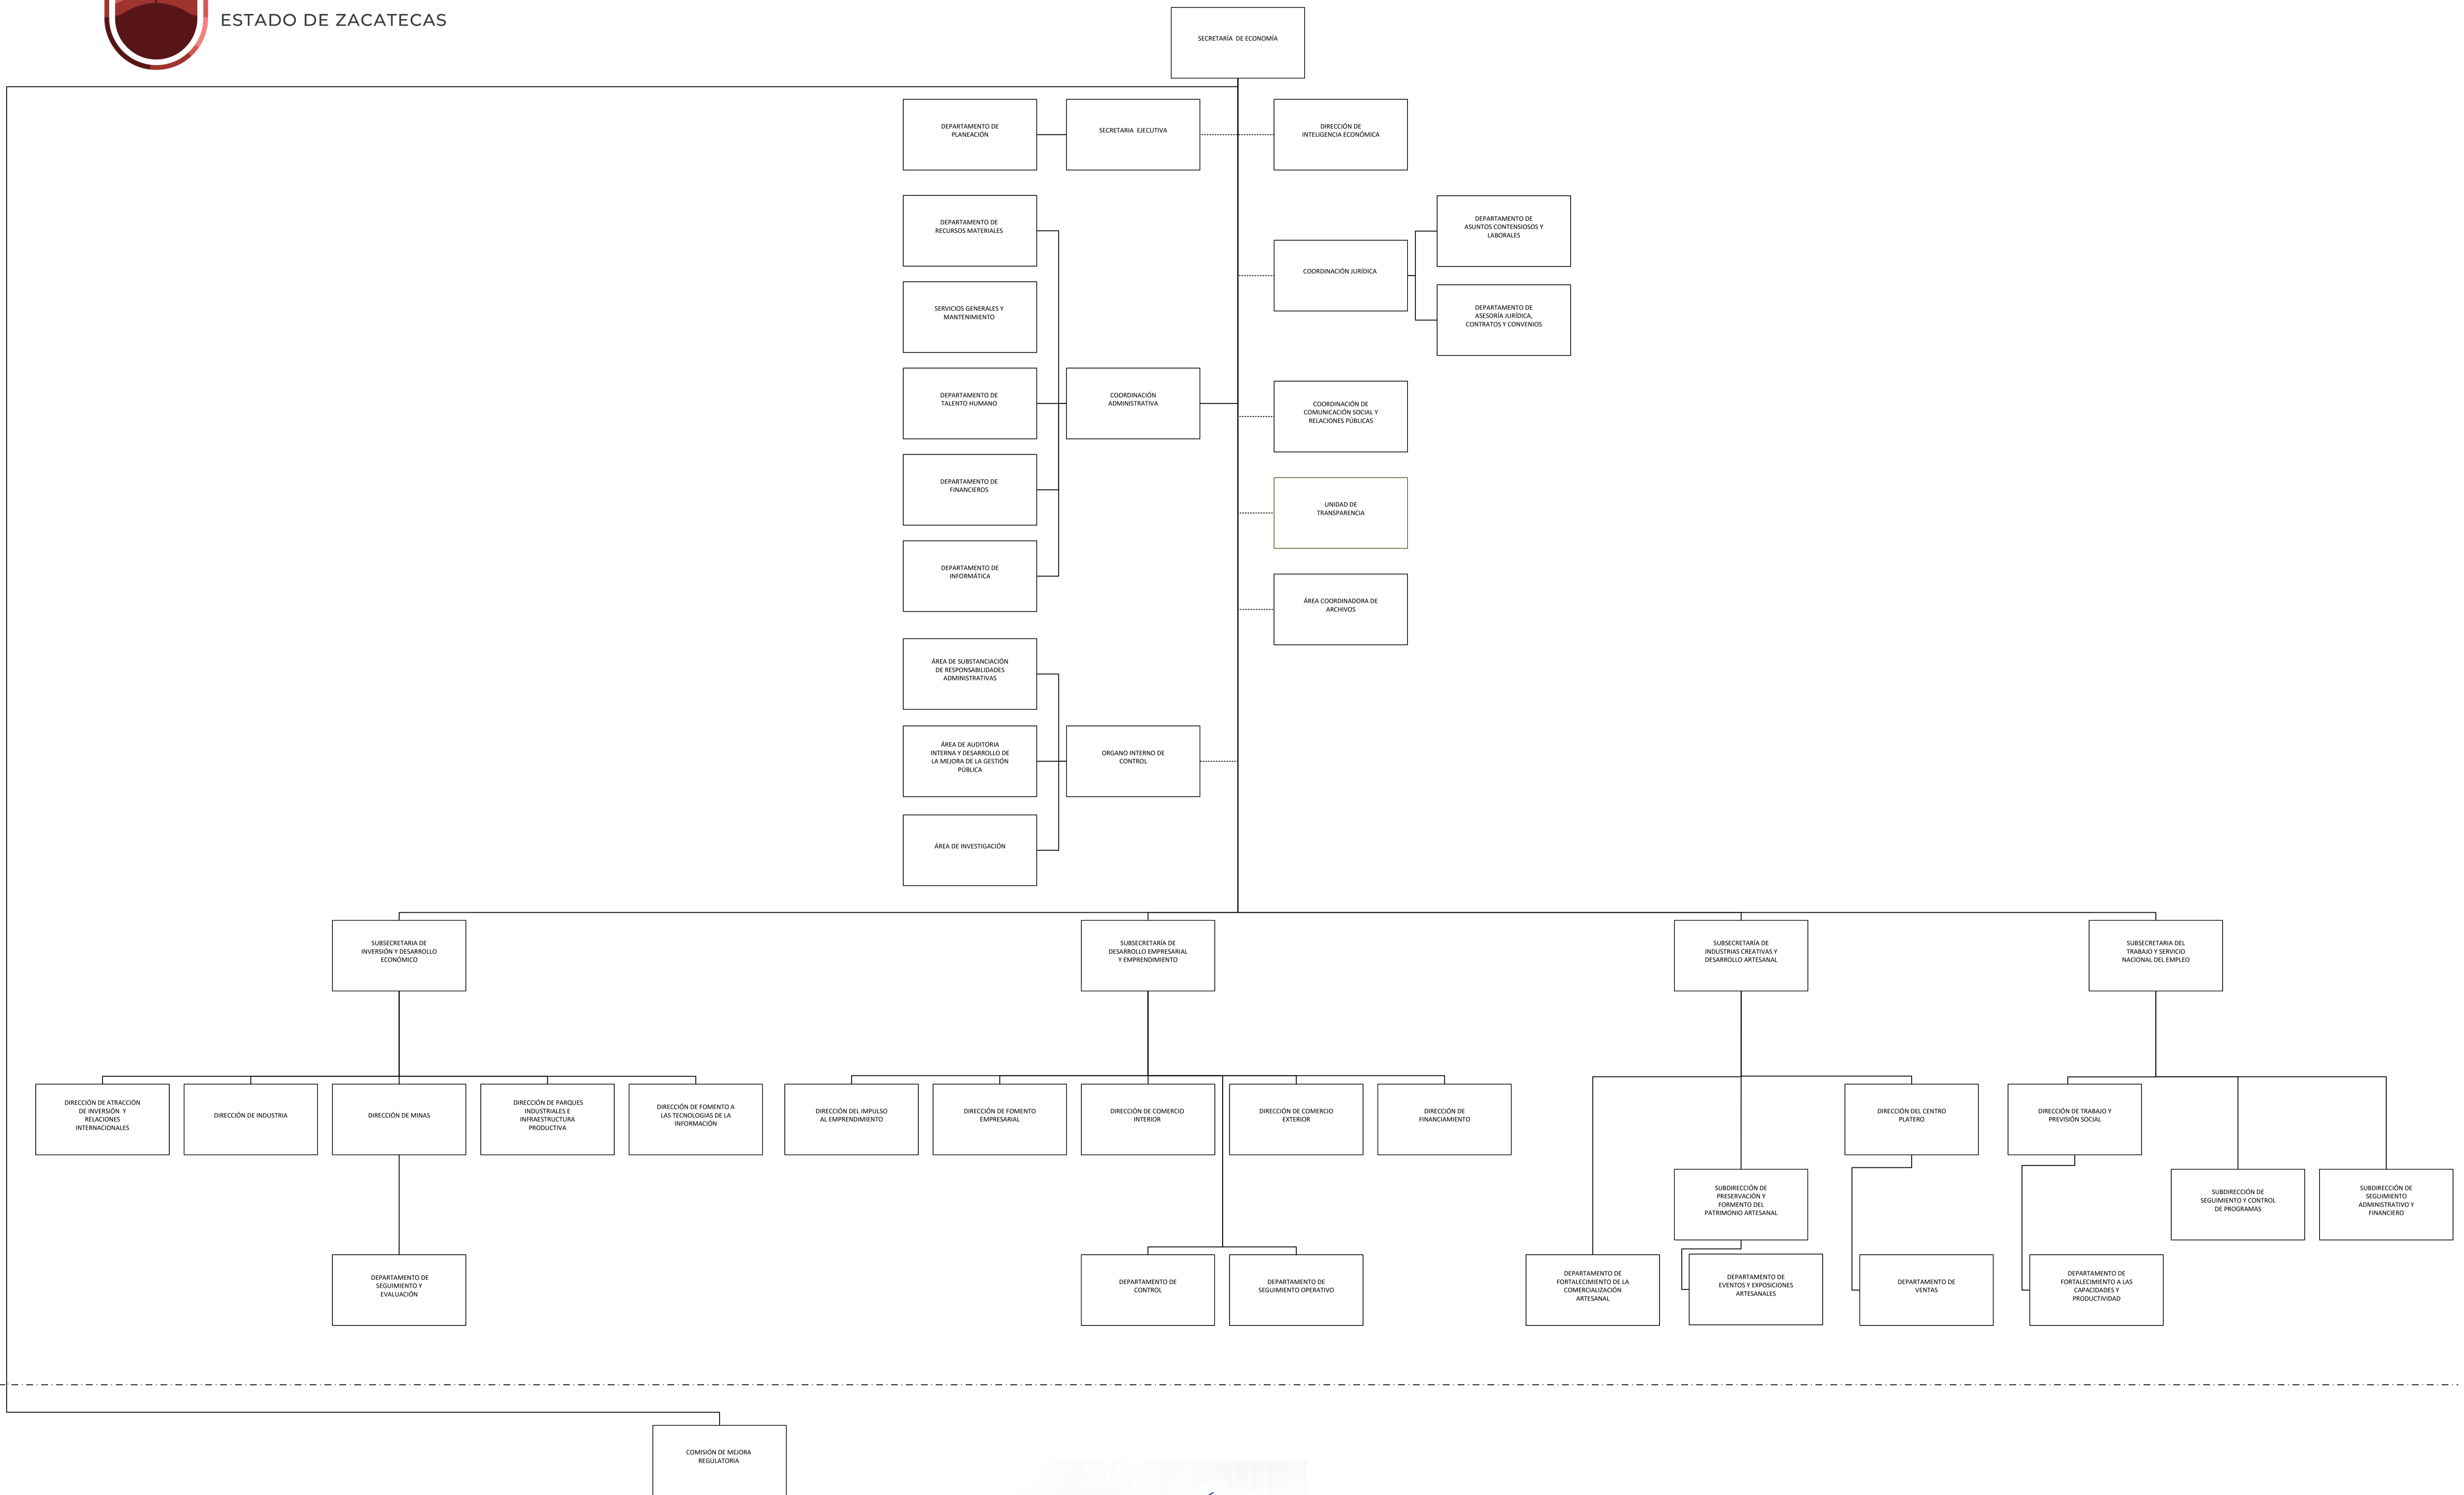 ESTADO DE ZACATECAS
SECRETARÍA DE ECONOMÍA
DEPARTAMENTO DE
PLANEACIÓN
SECRETARIA EJECUTIVA
DIRECCIÓN DE
INTELIGENCIA ECONÓMICA
DEPARTAMENTO DE
RECURSOS MATERIALES
DEPARTAMENTO DE
ASUNTOS CONTENSIOSOS Y
LABORALES
COORDINACIÓN JURÍDICA
SERVICIOS GENERALES Y
MANTENIMIENTO
DEPARTAMENTO DE
ASESORÍA JURÍDICA,
CONTRATOS Y CONVENIOS
DEPARTAMENTO DE
TALENTO HUMANO
COORDINACIÓN
ADMINISTRATIVA
COORDINACIÓN DE
COMUNICACIÓN SOCIAL Y
RELACIONES PÚBLICAS
DEPARTAMENTO DE
FINANCIEROS
UNIDAD DE
TRANSPARENCIA
DEPARTAMENTO DE
INFORMÁTICA
ÁREA COORDINADORA DE
ARCHIVOS
ÁREA DE SUBSTANCIACIÓN
DE RESPONSABILIDADES
ADMINISTRATIVAS
ÁREA DE AUDITORIA
INTERNA Y DESARROLLO DE
LA MEJORA DE LA GESTIÓN
PÚBLICA
ORGANO INTERNO DE
CONTROL
ÁREA DE INVESTIGACIÓN
SUBSECRETARIA DE
INVERSIÓN Y DESARROLLO
ECONÓMICO
SUBSECRETARÍA DE
DESARROLLO EMPRESARIAL
Y EMPRENDIMIENTO
SUBSECRETARÍA DE
INDUSTRIAS CREATIVAS Y
DESARROLLO ARTESANAL
SUBSECRETARIA DEL
TRABAJO Y SERVICIO
NACIONAL DEL EMPLEO
DIRECCIÓN DE ATRACCIÓN
DE INVERSIÓN Y
RELACIONES
INTERNACIONALES
DIRECCIÓN DE INDUSTRIA
DIRECCIÓN DE MINAS
DIRECCIÓN DE PARQUES
INDUSTRIALES E
INFRAESTRUCTURA
PRODUCTIVA
DIRECCIÓN DE FOMENTO A
LAS TECNOLOGIAS DE LA
INFORMACIÓN
DIRECCIÓN DEL IMPULSO
AL EMPRENDIMIENTO
DIRECCIÓN DE FOMENTO
EMPRESARIAL
DIRECCIÓN DE COMERCIO
INTERIOR
DIRECCIÓN DE COMERCIO
EXTERIOR
DIRECCIÓN DE
FINANCIAMIENTO
DIRECCIÓN DEL CENTRO
PLATERO
DIRECCIÓN DE TRABAJO Y
PREVISIÓN SOCIAL
SUBDIRECCIÓN DE
PRESERVACIÓN Y
FORMENTO DEL
PATRIMONIO ARTESANAL
SUBDIRECCIÓN DE
SEGUIMIENTO Y CONTROL
DE PROGRAMAS
SUBDIRECCIÓN DE
SEGUIMIENTO
ADMINISTRATIVO Y
FINANCIERO
DEPARTAMENTO DE
SEGUIMIENTO Y
EVALUACIÓN
DEPARTAMENTO DE
CONTROL
DEPARTAMENTO DE
SEGUIMIENTO OPERATIVO
DEPARTAMENTO DE
FORTALECIMIENTO DE LA
COMERCIALIZACIÓN
ARTESANAL
DEPARTAMENTO DE
EVENTOS Y EXPOSICIONES
ARTESANALES
DEPARTAMENTO DE
VENTAS
DEPARTAMENTO DE
FORTALECIMIENTO A LAS
CAPACIDADES Y
PRODUCTIVIDAD
COMISIÓN DE MEJORA
REGULATORIA